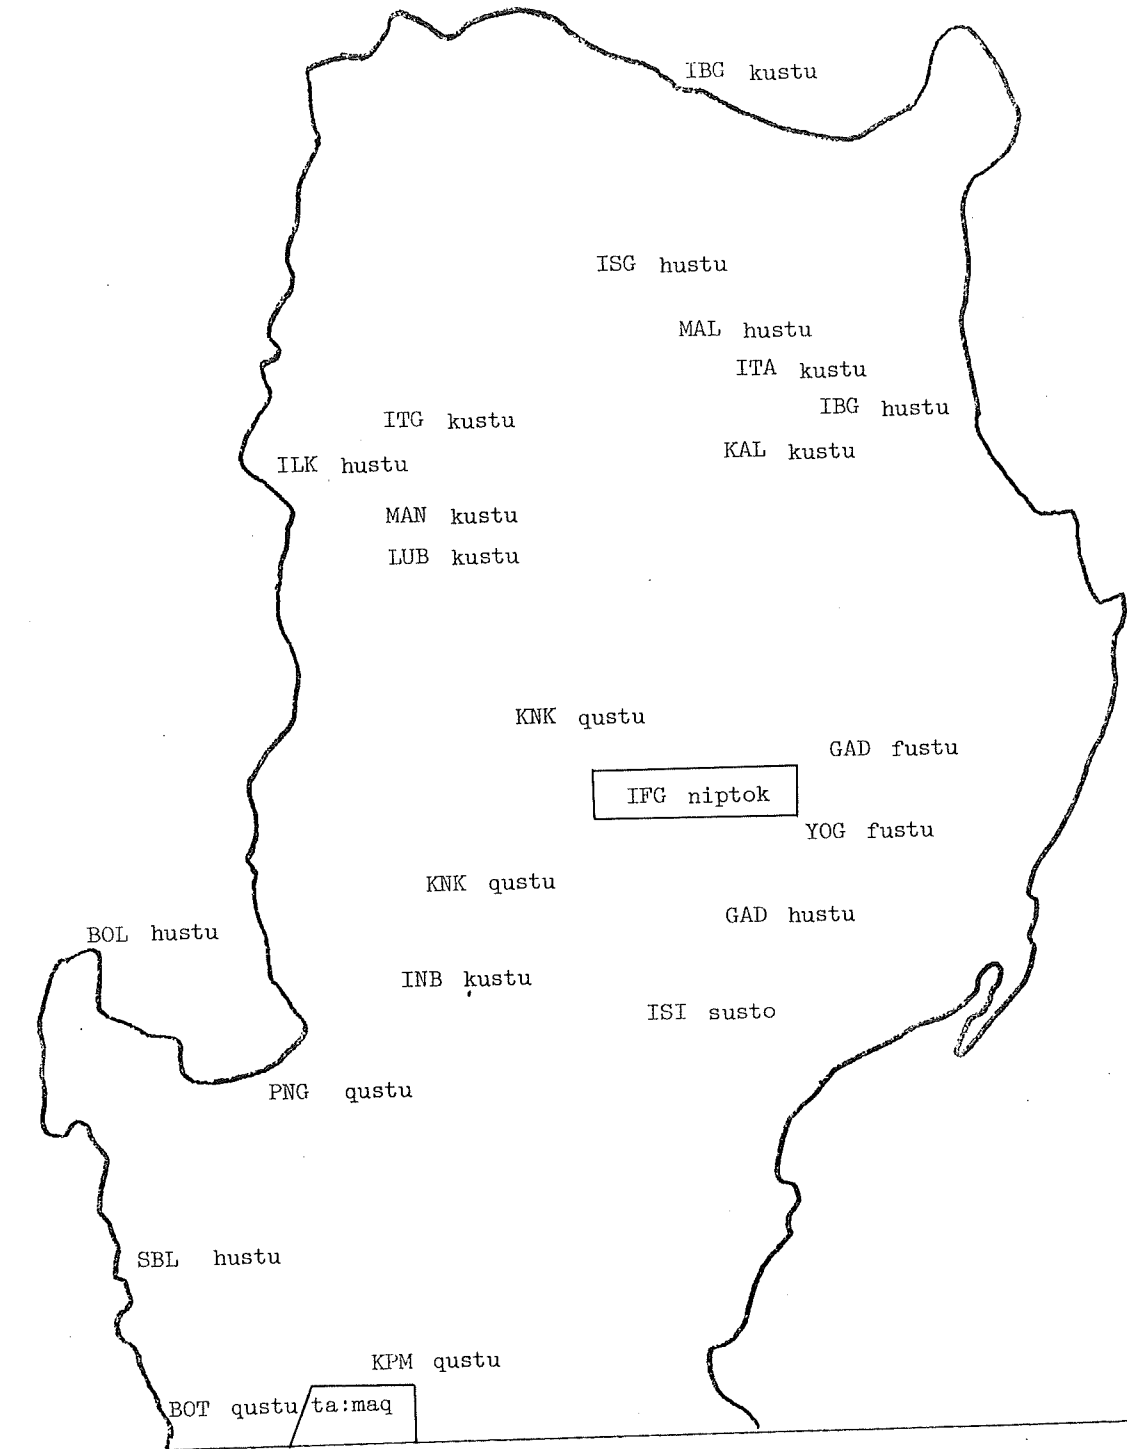 IBG kustu
ISG hustu
MAL hustu
ITA kustu
IBG hustu
ITG kustu
KAL kustu
ILK hustu
MAN kustu
LUB kustu
KNK qustu
GAD fustu
IFG niptok
YOG fustu
KNK qustu
GAD hustu
BOL hustu
INB kustu
ISI susto
PNG qustu
SBL hustu
KPM qustu
BOT qustu/ta:maq